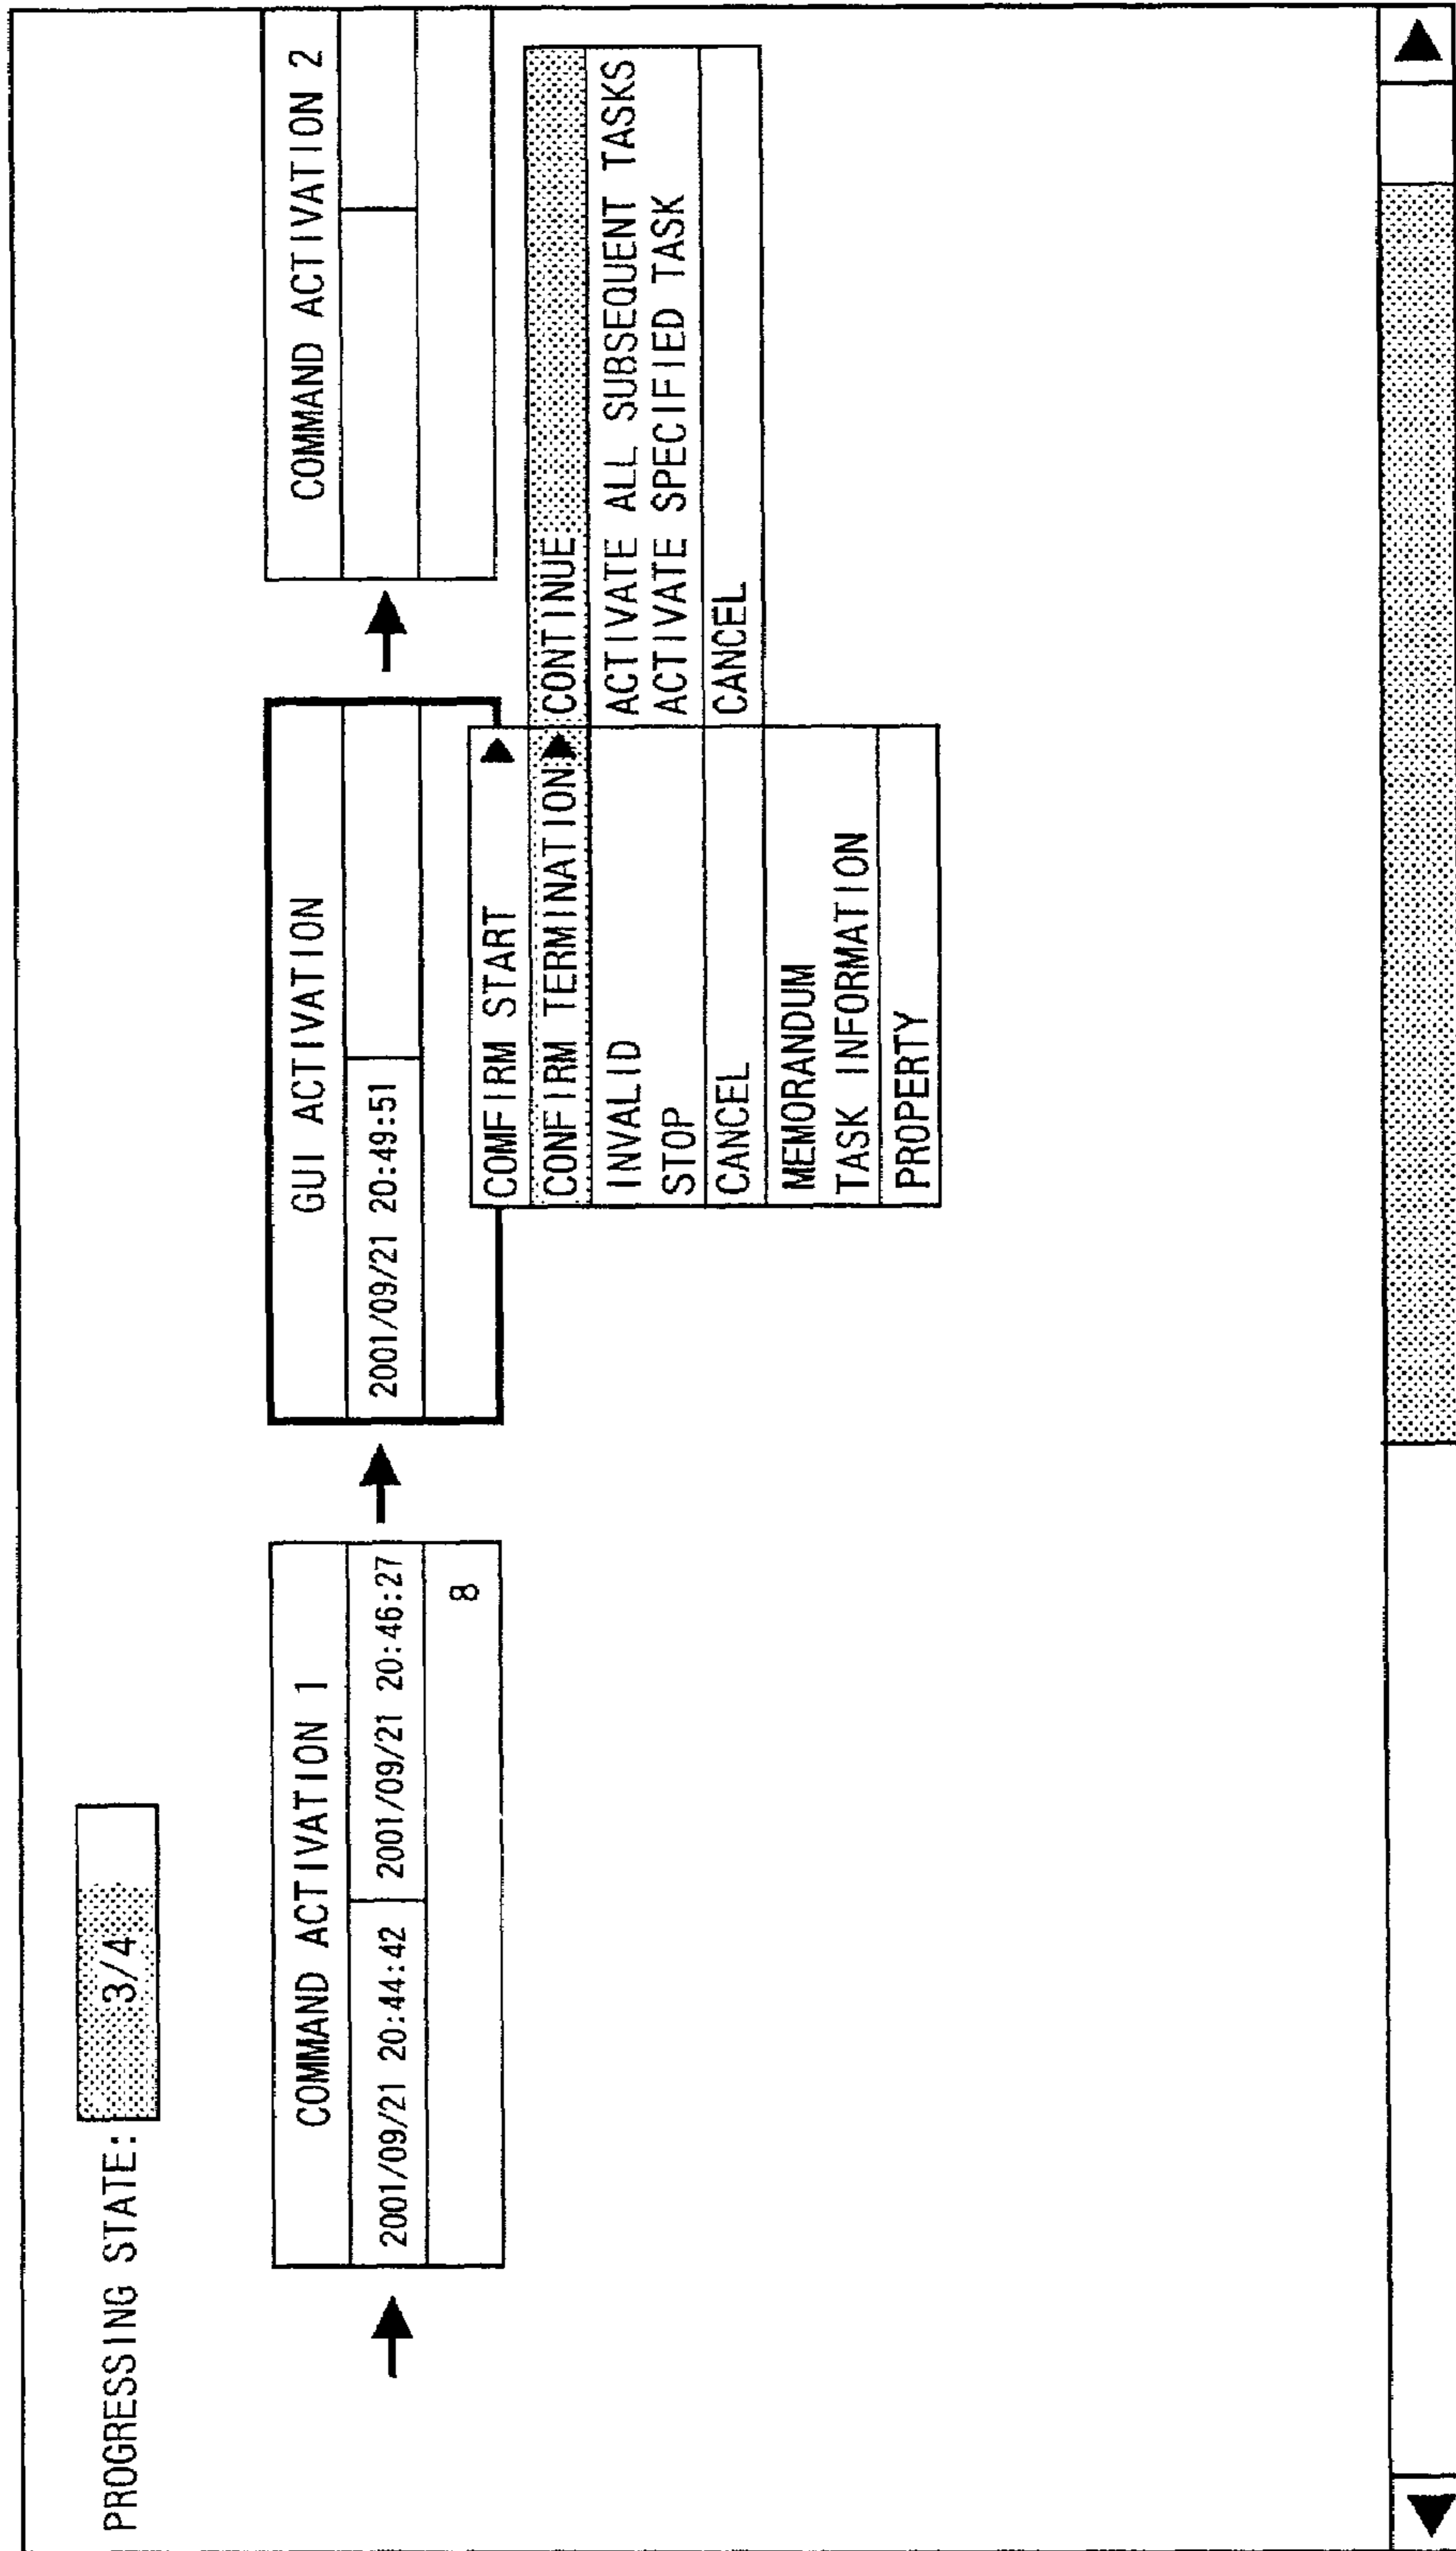 PROGRESSING STATE: 3/4
COMMAND ACTIVATION 1
2001/09/21 20:44:42 2001/09/21 20:46:27
8
GUI ACTIVATION
2001/09/21 20:49:51
COMMAND ACTIVATION 2
COMFIRM START
CONFIRM TERMINATION
INVALID
STOP
CANCEL
MEMORANDUM
TASK INFORMATION
PROPERTY
CONTINUE
ACTIVATE ALL SUBSEQUENT TASKS
ACTIVATE SPECIFIED TASK
CANCEL